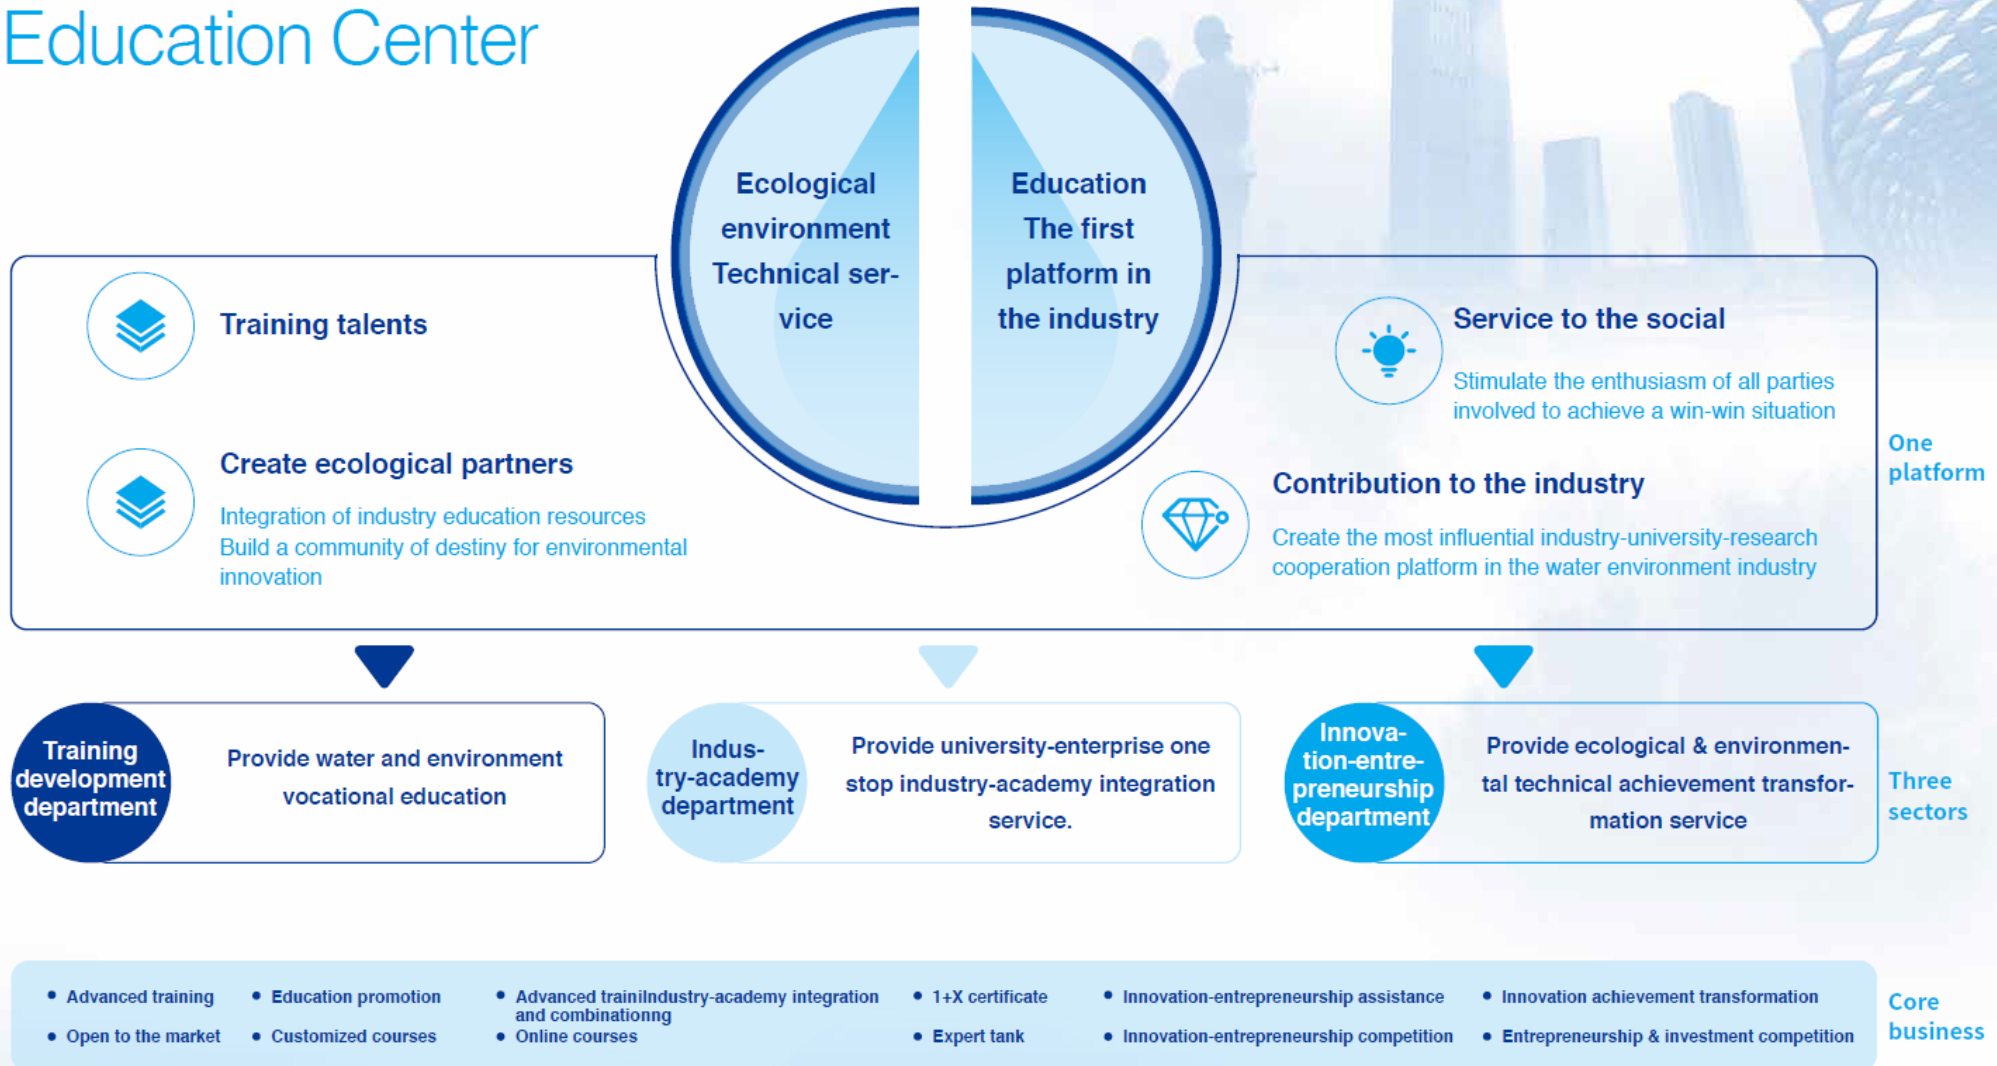 Education Center
Ecological
environment
Technical ser-
vice
Education
The first
platform in
the industry
Training talents
Create ecological partners
Integration of industry education resources
Build a community of destiny for environmental
innovation
Service to the social
Stimulate the enthusiasm of all parties
involved to achieve a win-win situation
Contribution to the industry
Create the most influential industry-university-research
cooperation platform in the water environment industry
One
platform
Training
development
department
Provide water and environment
vocational education
Indus-
try-academy
department
Provide university-enterprise one
stop industry-academy integration
service.
Innova-
tion-entre-
preneurship
department
Provide ecological & environmen-
tal technical achievement transfor-
mation service
Three
sectors
• Advanced training
• Open to the market
• Education promotion
• Customized courses
• Advanced trainiIndustry-academy integration
and combinationng
• Online courses
• 1+X certificate
• Expert tank
• Innovation-entrepreneurship assistance
• Innovation-entrepreneurship competition
• Innovation achievement transformation
• Entrepreneurship & investment competition
Core
business